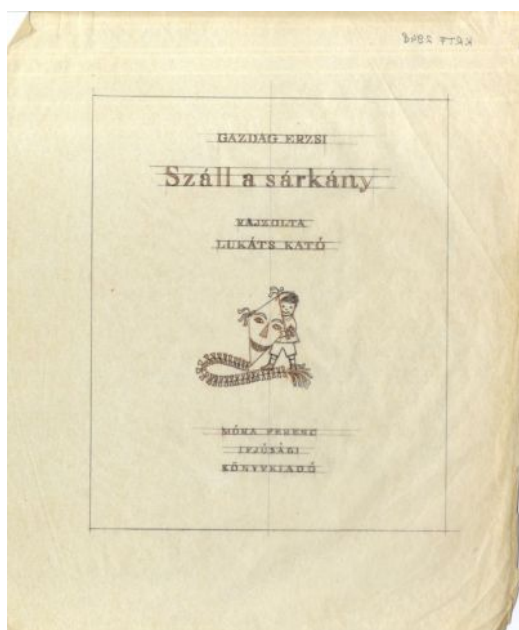 GAZDAG ERZSI
Száll a sárkány
RAJZOLTA
LUKÁTS KATÓ
MÓRA FERENC
IFJÚSÁGI
KÖNYVKIADÓ